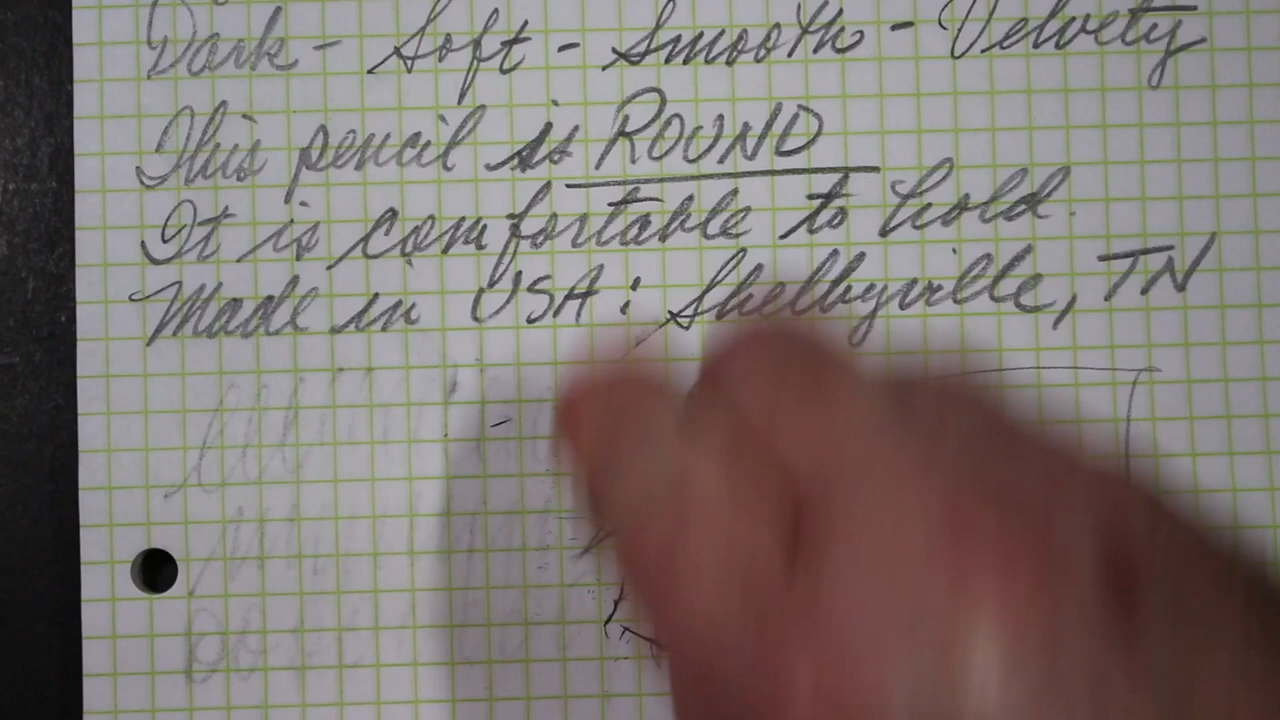 Dark - Soft - Smooth - Velvety
This pencil is ROUND
It is comfortable to hold.
Made in USA: Shelbyville, TN